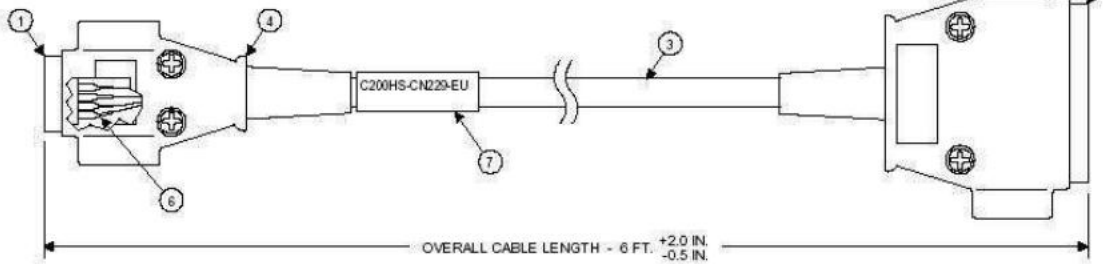 1
4
3
C200HS-CN229-EU
7
6
OVERALL CABLE LENGTH - 6 FT. +2.0 IN.
-0.5 IN.